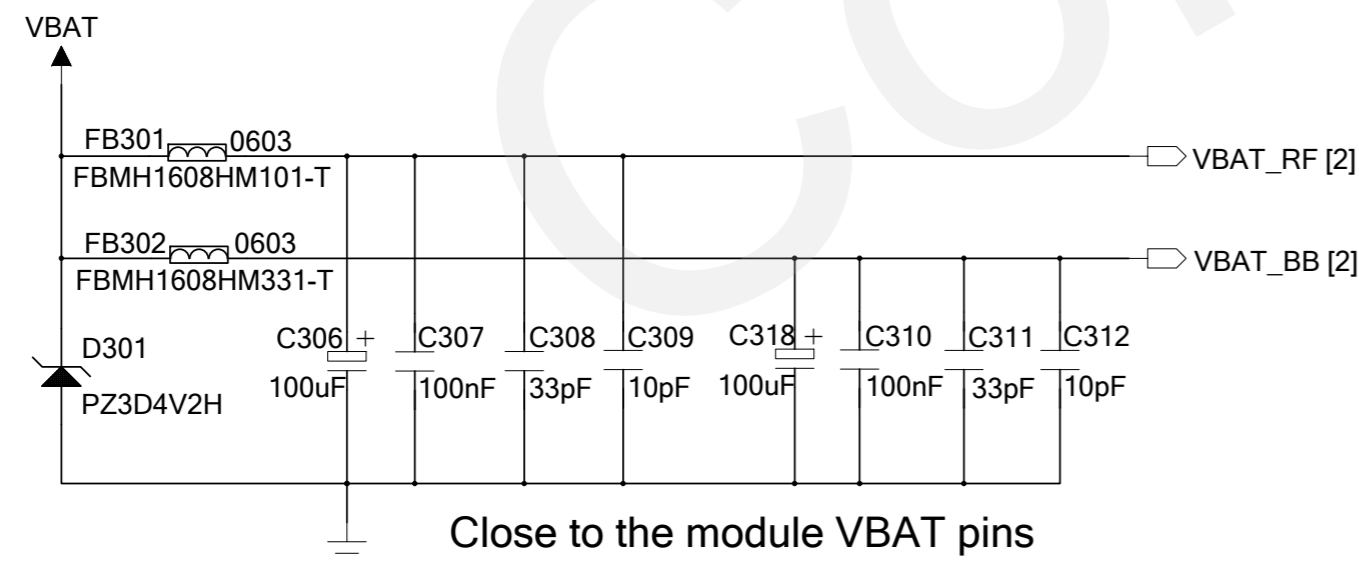 VBAT
FB301 0603
FBMH1608HM101-T
VBAT_RF [2]
FB302 0603
FBMH1608HM331-T
VBAT_BB [2]
D301
PZ3D4V2H
C306 + C307 C308 C309 C318 + C310 C311 C312
100uF 100nF 33pF 10pF 100uF 100nF 33pF 10pF
Close to the module VBAT pins